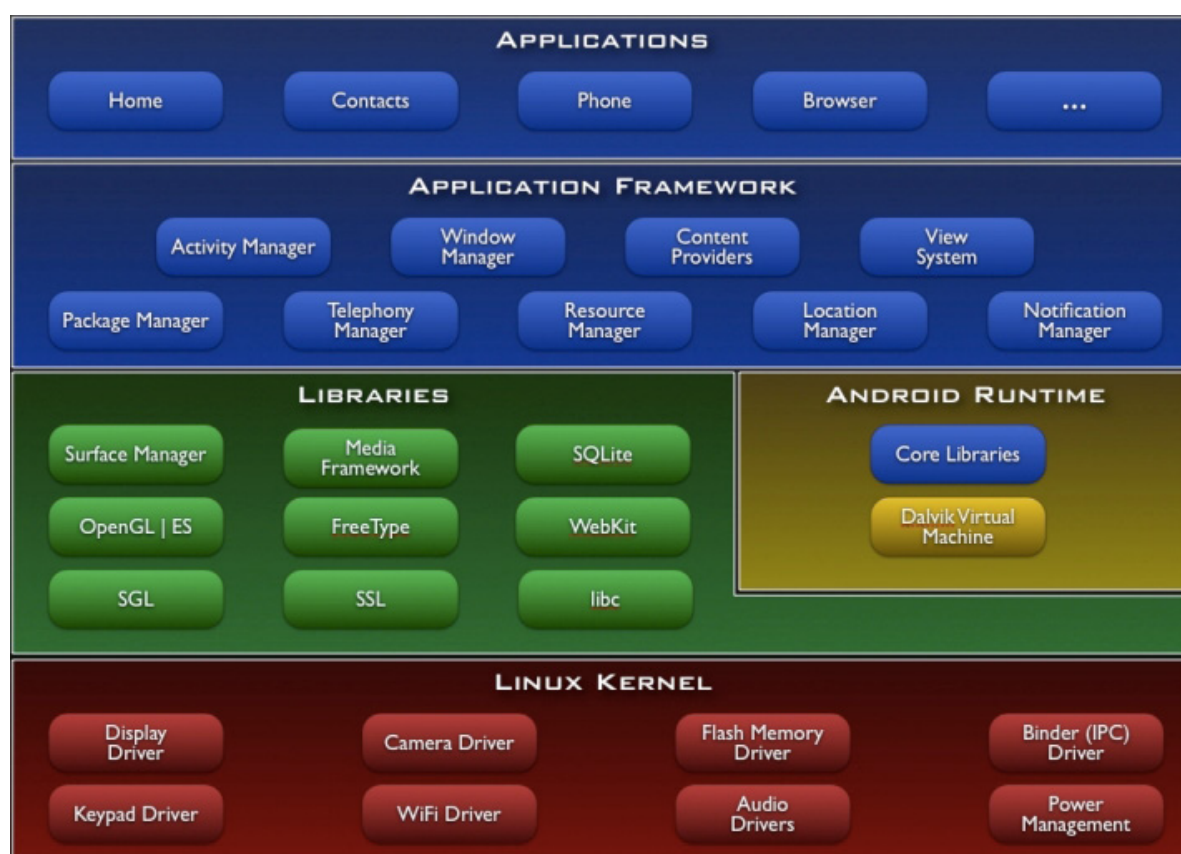 APPLICATIONS
Home Contacts Phone Browser ...
APPLICATION FRAMEWORK
Activity Manager
Window
Manager
Content
Providers
View
System
Package Manager
Telephony
Manager
Resource
Manager
Location
Manager
Notification
Manager
LIBRARIES
Surface Manager
Media
Framework
SQLite
OpenGL | ES
FreeType
WebKit
SGL
SSL
libc
ANDROID RUNTIME
Core Libraries
Dalvik Virtual
Machine
LINUX KERNEL
Display
Driver
Camera Driver
Flash Memory
Driver
Binder (IPC)
Driver
Keypad Driver
WiFi Driver
Audio
Drivers
Power
Management